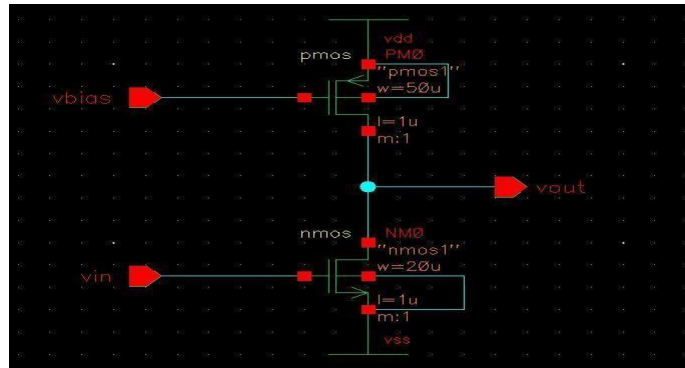 vdd
pmos PM0
"pmos1"
vbias w=50u
l=1u
m:1
vout
nmos NM0
"nmos1"
vin w=20u
l=1u
m:1
vss